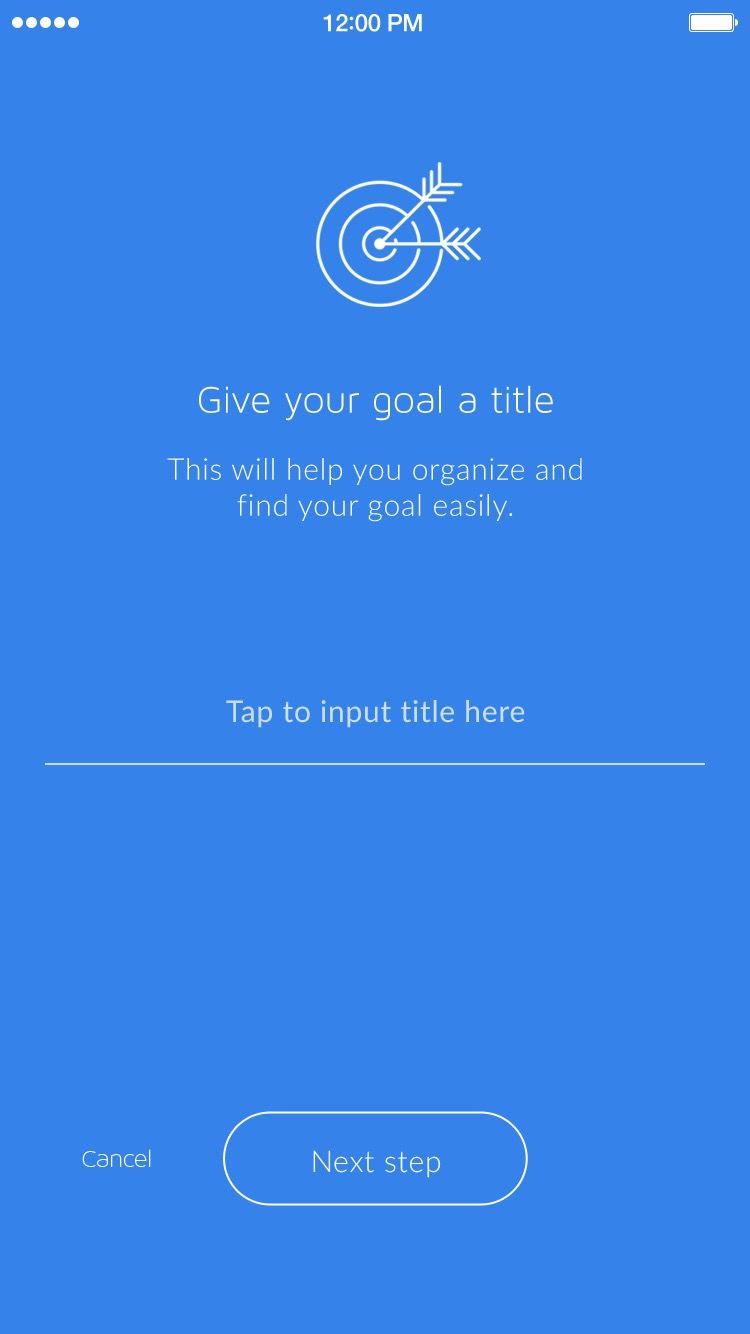 12:00 PM
Give your goal a title
This will help you organize and
find your goal easily.
Tap to input title here
Cancel
Next step